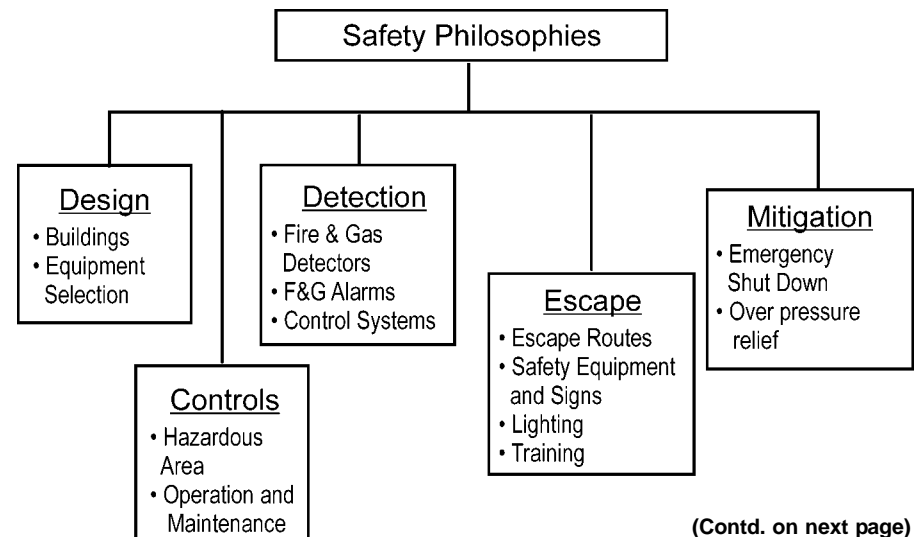 Safety Philosophies
Design
• Buildings
• Equipment
Selection
Controls
• Hazardous
Area
• Operation and
Maintenance
Detection
• Fire & Gas
Detectors
• F&G Alarms
• Control Systems
Escape
• Escape Routes
• Safety Equipment
and Signs
• Lighting
• Training
Mitigation
• Emergency
Shut Down
• Over pressure
relief
(Contd. on next page)